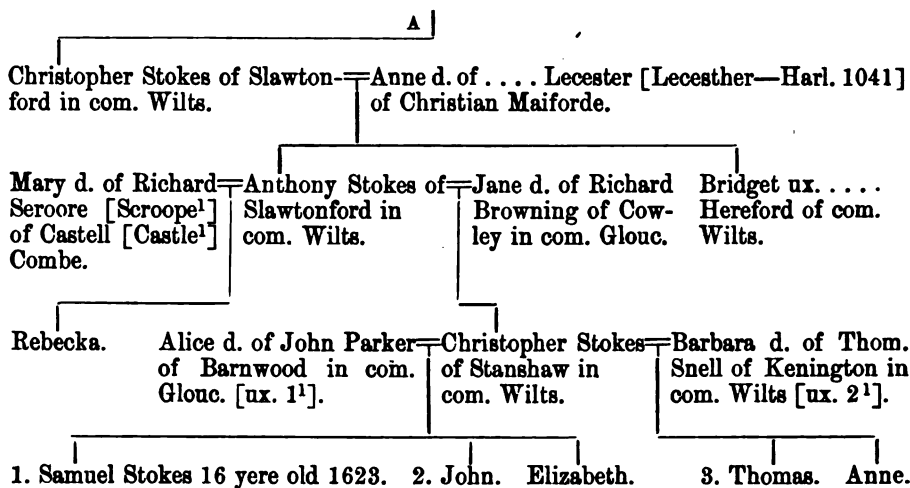 A
Christopher Stokes of Slawton-
ford in com. Wilts.
Anne d. of . . . . Lecester [Lecesther—Harl. 1041]
of Christian Maiforde.
Mary d. of Richard
Seroore [Scroope¹]
of Castell [Castle¹]
Combe.
Anthony Stokes of
Slawtonford in
com. Wilts.
Jane d. of Richard
Browning of Cow-
ley in com. Glouc.
Bridget ux. . . . .
Hereford of com.
Wilts.
Rebecka.
Alice d. of John Parker
of Barnwood in com.
Glouc. [ux. 1¹].
Christopher Stokes
of Stanshaw in
com. Wilts.
Barbara d. of Thom.
Snell of Kenington in
com. Wilts [ux. 2¹].
1. Samuel Stokes 16 yere old 1623. 2. John. Elizabeth. 3. Thomas. Anne.